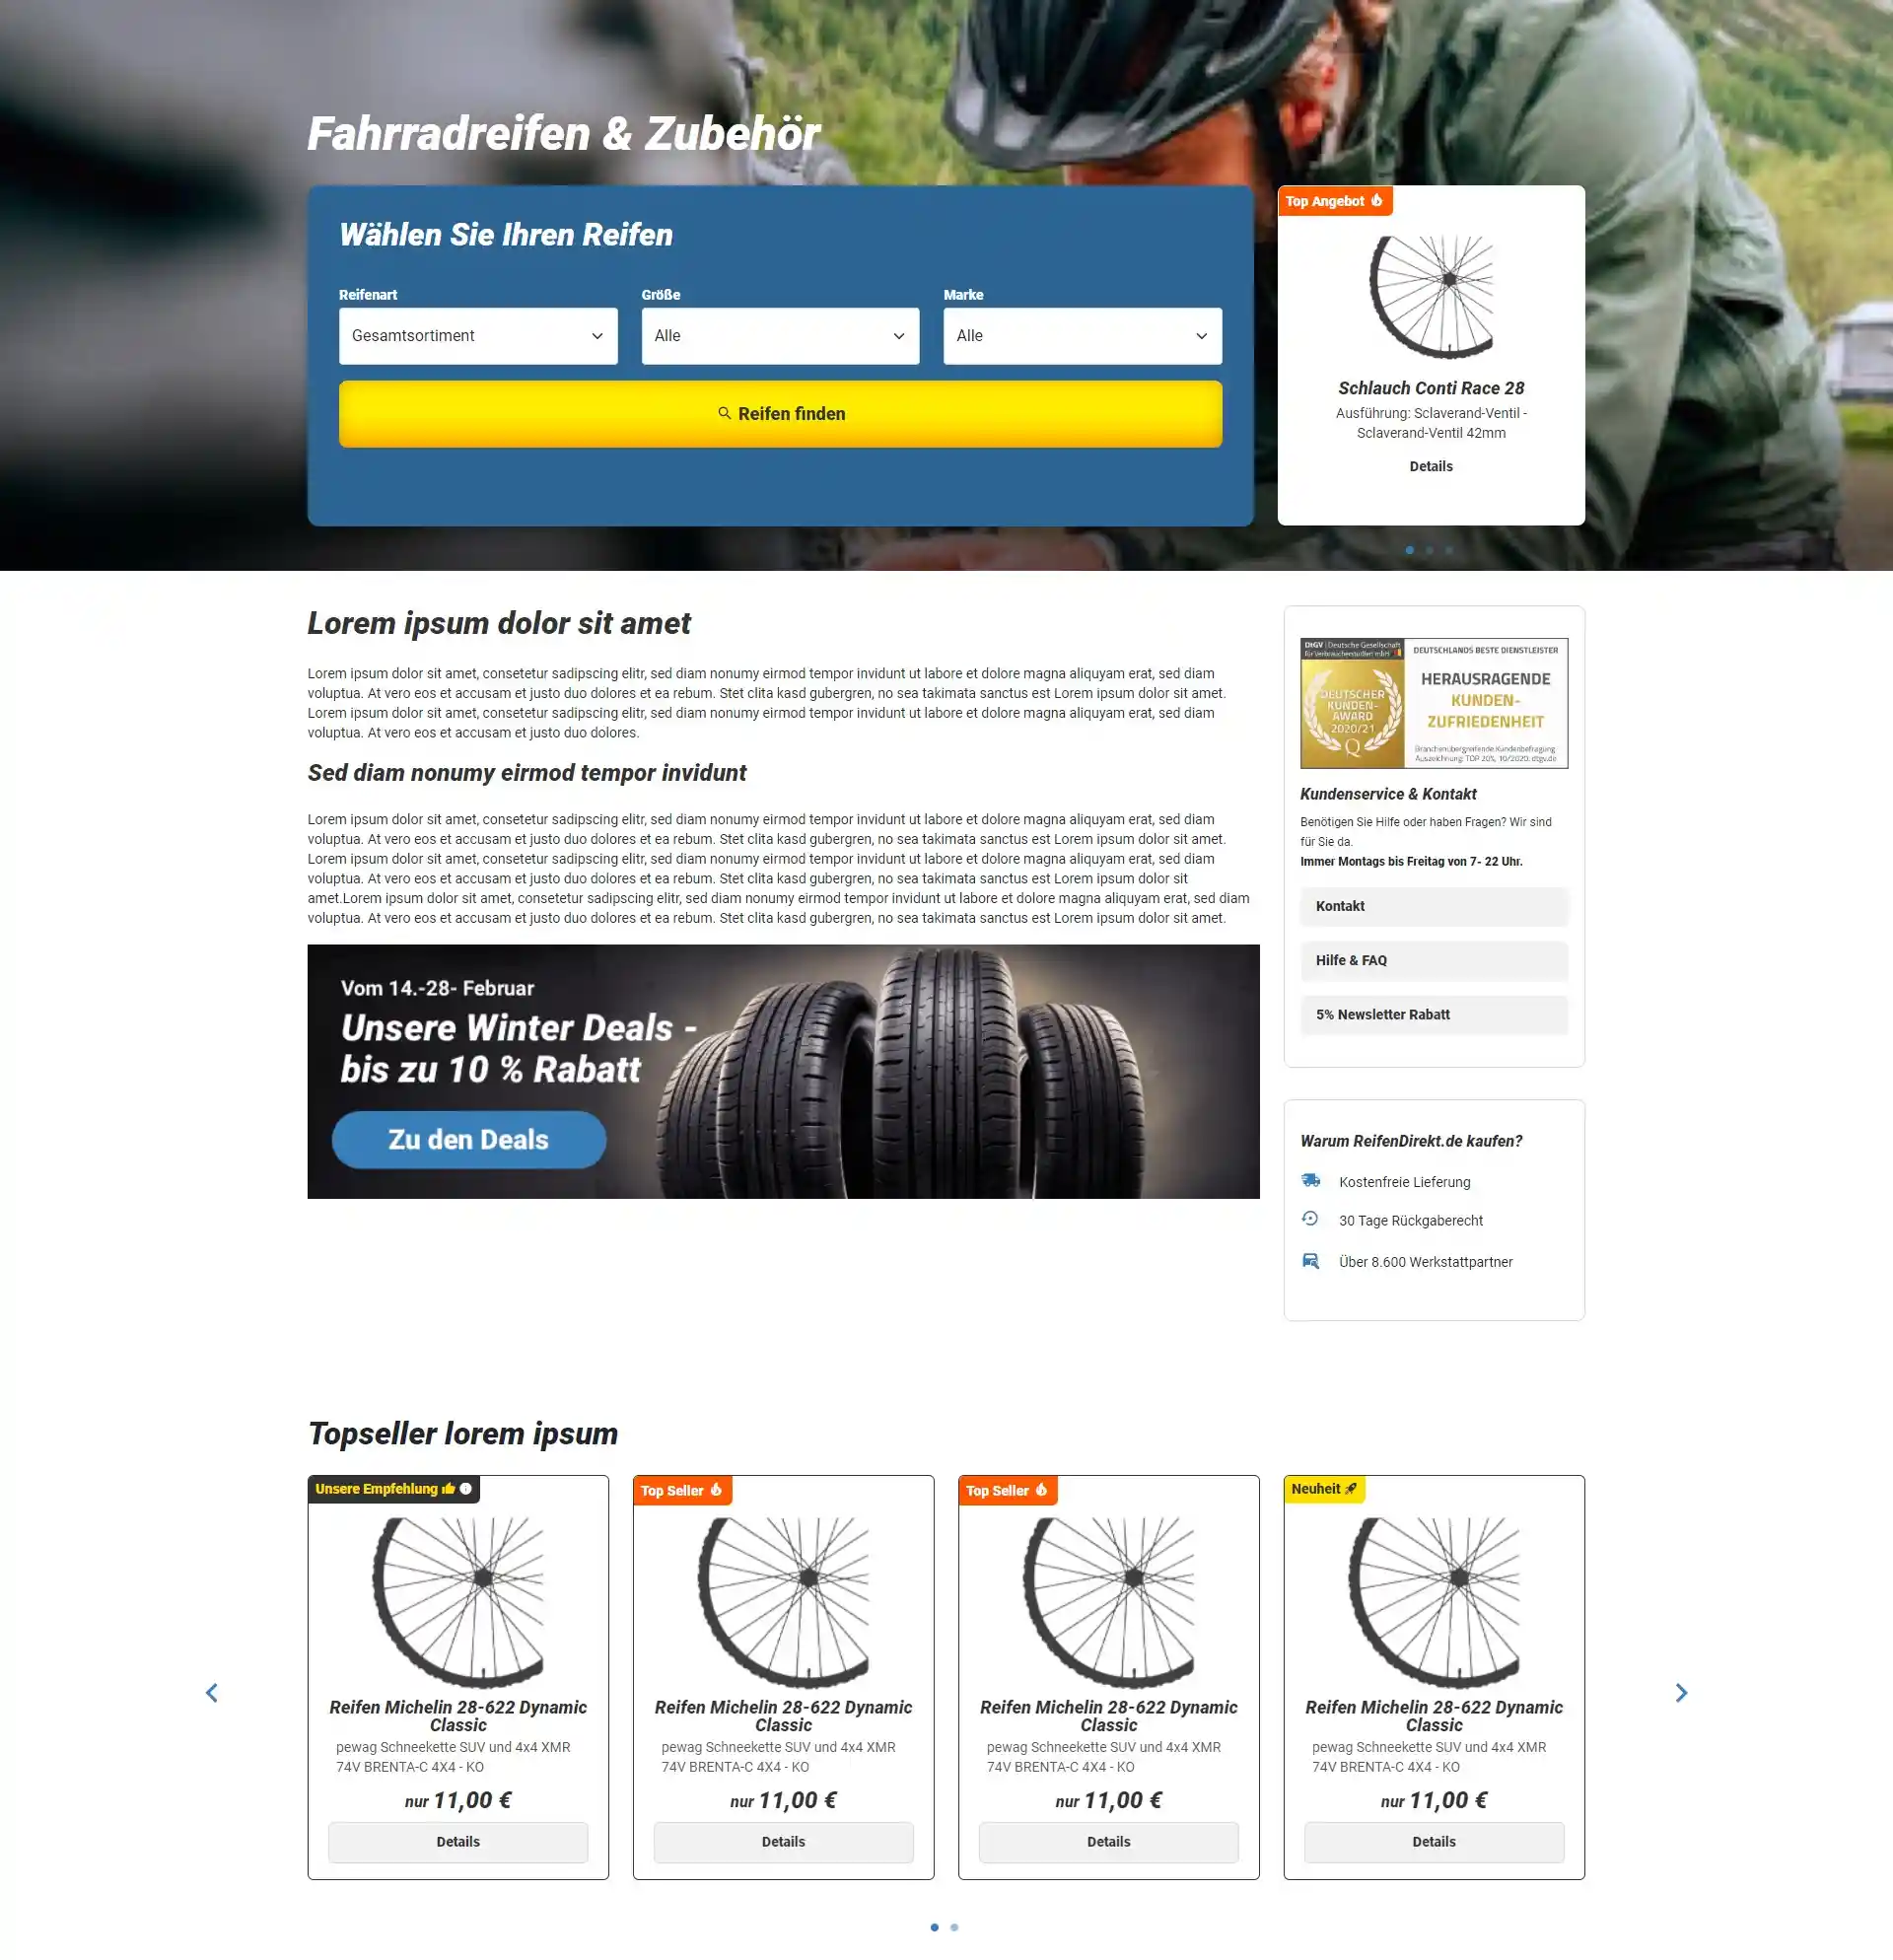 Fahrradreifen & Zubehör
Wählen Sie Ihren Reifen
Reifenart
Größe
Marke
Gesamtsortiment
Alle
Alle
Reifen finden
Top Angebot
Schlauch Conti Race 28
Ausführung: Sclaverand-Ventil -
Sclaverand-Ventil 42mm
Details
Lorem ipsum dolor sit amet
Lorem ipsum dolor sit amet, consetetur sadipscing elitr, sed diam nonumy eirmod tempor invidunt ut labore et dolore magna aliquyam erat, sed diam
voluptua. At vero eos et accusam et justo duo dolores et ea rebum. Stet clita kasd gubergren, no sea takimata sanctus est Lorem ipsum dolor sit amet.
Lorem ipsum dolor sit amet, consetetur sadipscing elitr, sed diam nonumy eirmod tempor invidunt ut labore et dolore magna aliquyam erat, sed diam
voluptua. At vero eos et accusam et justo duo dolores.
Sed diam nonumy eirmod tempor invidunt
Lorem ipsum dolor sit amet, consetetur sadipscing elitr, sed diam nonumy eirmod tempor invidunt ut labore et dolore magna aliquyam erat, sed diam
voluptua. At vero eos et accusam et justo duo dolores et ea rebum. Stet clita kasd gubergren, no sea takimata sanctus est Lorem ipsum dolor sit amet.
Lorem ipsum dolor sit amet, consetetur sadipscing elitr, sed diam nonumy eirmod tempor invidunt ut labore et dolore magna aliquyam erat, sed diam
voluptua. At vero eos et accusam et justo duo dolores et ea rebum. Stet clita kasd gubergren, no sea takimata sanctus est Lorem ipsum dolor sit
amet.Lorem ipsum dolor sit amet, consetetur sadipscing elitr, sed diam nonumy eirmod tempor invidunt ut labore et dolore magna aliquyam erat, sed diam
voluptua. At vero eos et accusam et justo duo dolores et ea rebum. Stet clita kasd gubergren, no sea takimata sanctus est Lorem ipsum dolor sit amet.
Vom 14.-28- Februar
Unsere Winter Deals -
bis zu 10 % Rabatt
Zu den Deals
DtGV | Deutsche Gesellschaft
für Verbraucherstudien mbH
DEUTSCHER
KUNDEN-
AWARD
2020/21
DEUTSCHLANDS BESTE DIENSTLEISTER
HERAUSRAGENDE
KUNDEN-
ZUFRIEDENHEIT
Branchenübergreifende Kundenbefragung
Auszeichnung: TOP 20%, 10/2020. dtgv.de
Kundenservice & Kontakt
Benötigen Sie Hilfe oder haben Fragen? Wir sind
für Sie da.
Immer Montags bis Freitag von 7- 22 Uhr.
Kontakt
Hilfe & FAQ
5% Newsletter Rabatt
Warum ReifenDirekt.de kaufen?
Kostenfreie Lieferung
30 Tage Rückgaberecht
Über 8.600 Werkstattpartner
Topseller lorem ipsum
Unsere Empfehlung
Reifen Michelin 28-622 Dynamic
Classic
pewag Schneekette SUV und 4x4 XMR
74V BRENTA-C 4X4 - KO
nur 11,00 €
Details
Top Seller
Reifen Michelin 28-622 Dynamic
Classic
pewag Schneekette SUV und 4x4 XMR
74V BRENTA-C 4X4 - KO
nur 11,00 €
Details
Top Seller
Reifen Michelin 28-622 Dynamic
Classic
pewag Schneekette SUV und 4x4 XMR
74V BRENTA-C 4X4 - KO
nur 11,00 €
Details
Neuheit
Reifen Michelin 28-622 Dynamic
Classic
pewag Schneekette SUV und 4x4 XMR
74V BRENTA-C 4X4 - KO
nur 11,00 €
Details